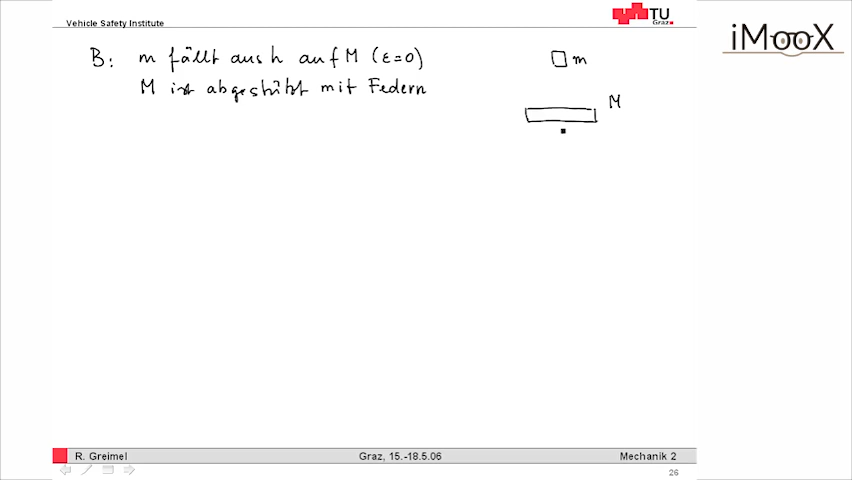 Vehicle Safety Institute
TU
Graz
iMooX
B: m fällt aus h auf M (ε=0)
m
M ist abgestützt mit Federn
M
R. Greimel
Graz, 15.-18.5.06
Mechanik 2
26